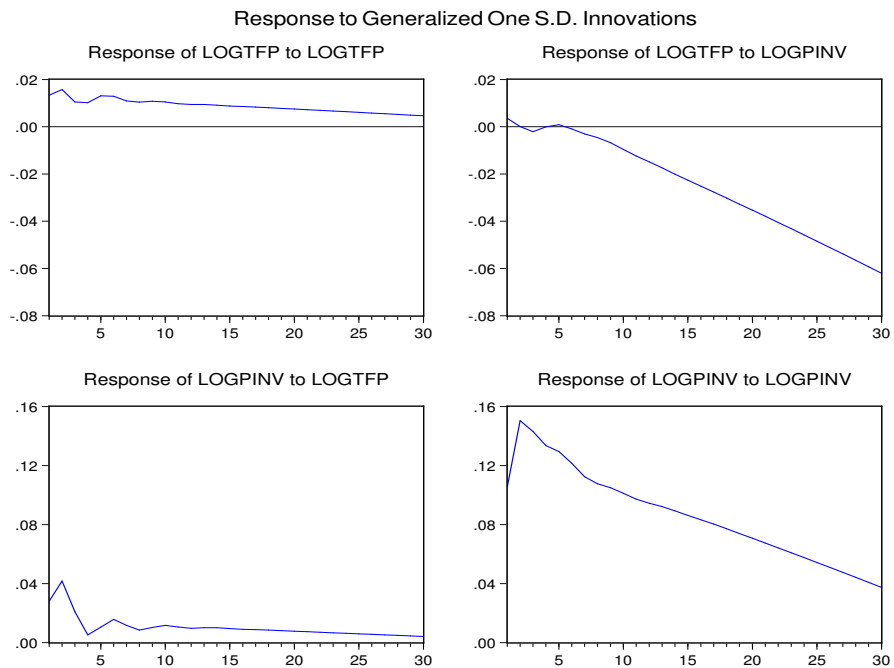 Response to Generalized One S.D. Innovations
Response of LOGTFP to LOGTFP
.02
.00
-.02
-.04
-.06
-.08
5 10 15 20 25 30
Response of LOGTFP to LOGPINV
.02
.00
-.02
-.04
-.06
-.08
5 10 15 20 25 30
Response of LOGPINV to LOGTFP
.16
.12
.08
.04
.00
5 10 15 20 25 30
Response of LOGPINV to LOGPINV
.16
.12
.08
.04
.00
5 10 15 20 25 30